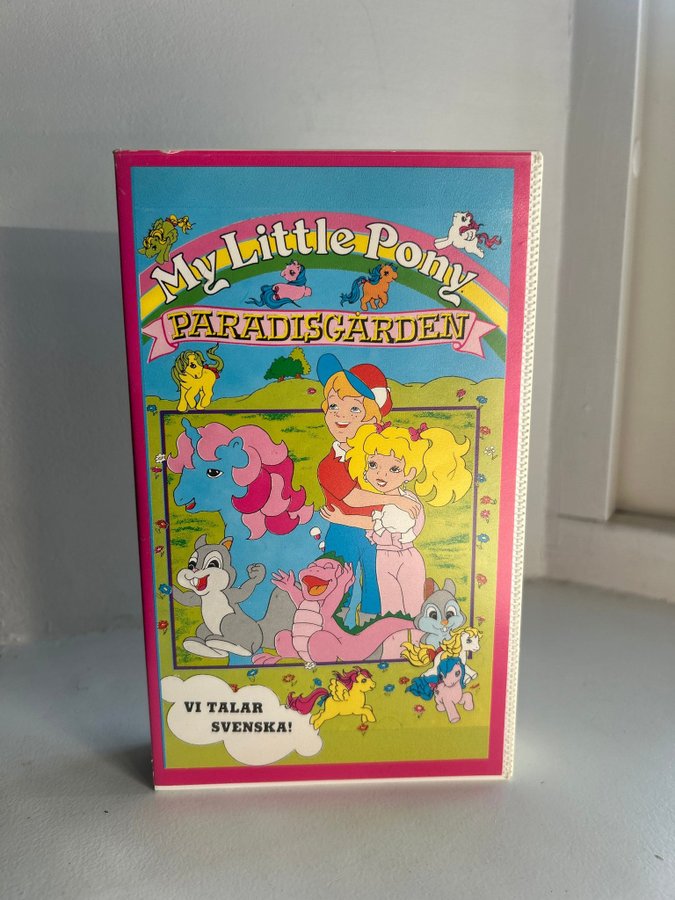 My Little Pony
PARADISGÅRDEN
VI TALAR
SVENSKA!